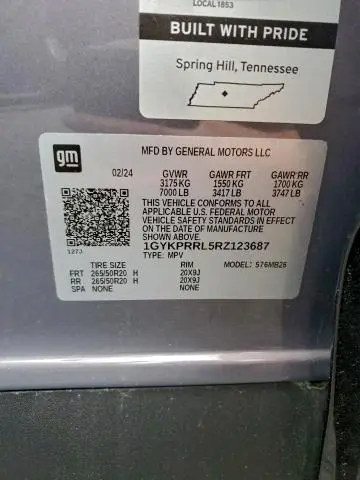 LOCAL 1853
BUILT WITH PRIDE
Spring Hill, Tennessee
gm
MFD BY GENERAL MOTORS LLC
02/24 GVWR GAWR FRT GAWR RR
3175 KG 1550 KG 1700 KG
7000 LB 3417 LB 3747 LB
THIS VEHICLE CONFORMS TO ALL
APPLICABLE U.S. FEDERAL MOTOR
VEHICLE SAFETY STANDARDS IN EFFECT
ON THE DATE OF MANUFACTURE
SHOWN ABOVE.
1GYKPRRL5RZ123687
127J TYPE: MPV MODEL: 576MB26
TIRE SIZE RIM
FRT 265/50R20 H 20X9J
RR 265/50R20 H 20X9J
SPA NONE NONE